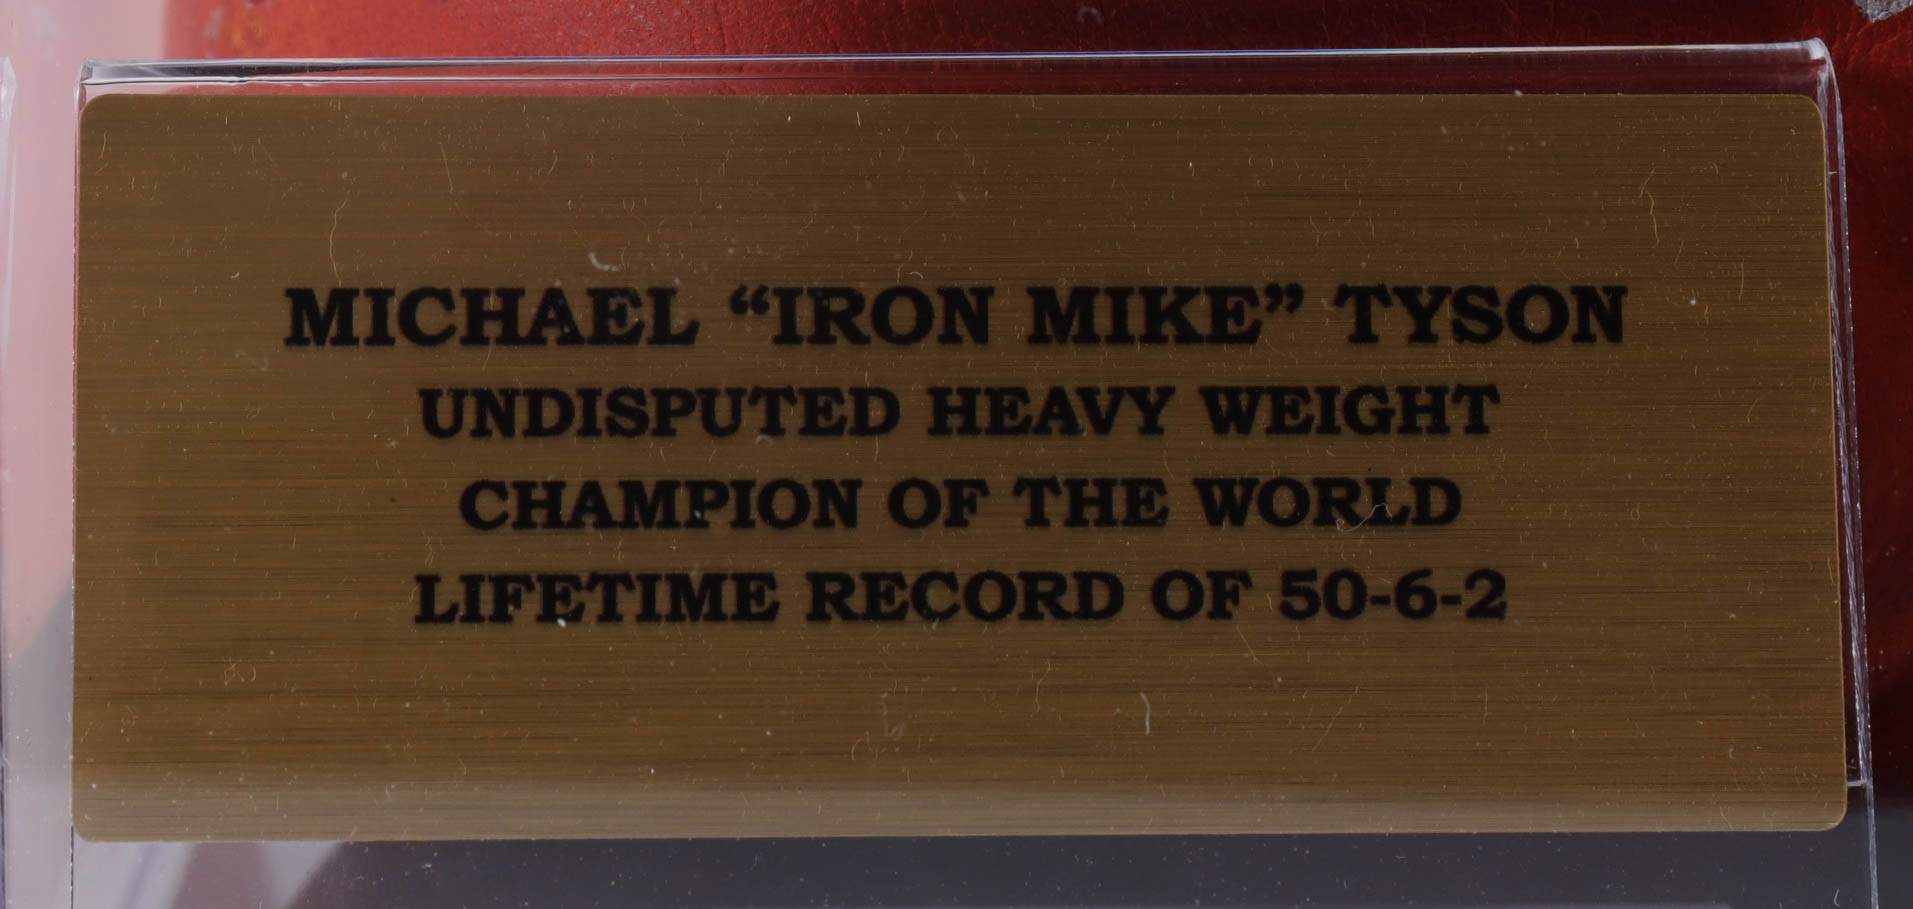 MICHAEL “IRON MIKE” TYSON
UNDISPUTED HEAVY WEIGHT
CHAMPION OF THE WORLD
LIFETIME RECORD OF 50-6-2